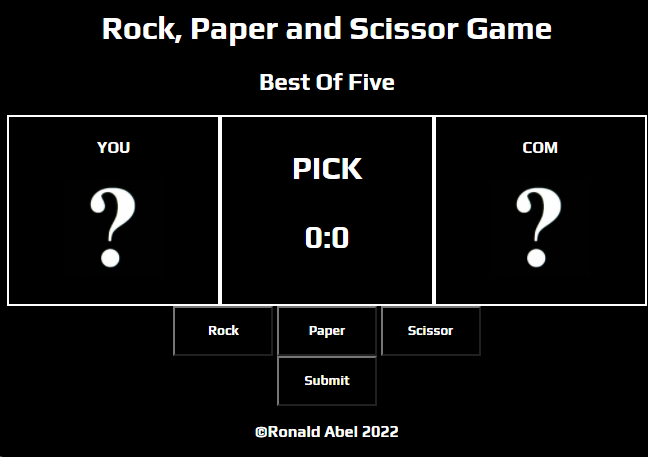 Rock, Paper and Scissor Game
Best Of Five
YOU
?
PICK
0:0
COM
?
Rock
Paper
Scissor
Submit
©Ronald Abel 2022